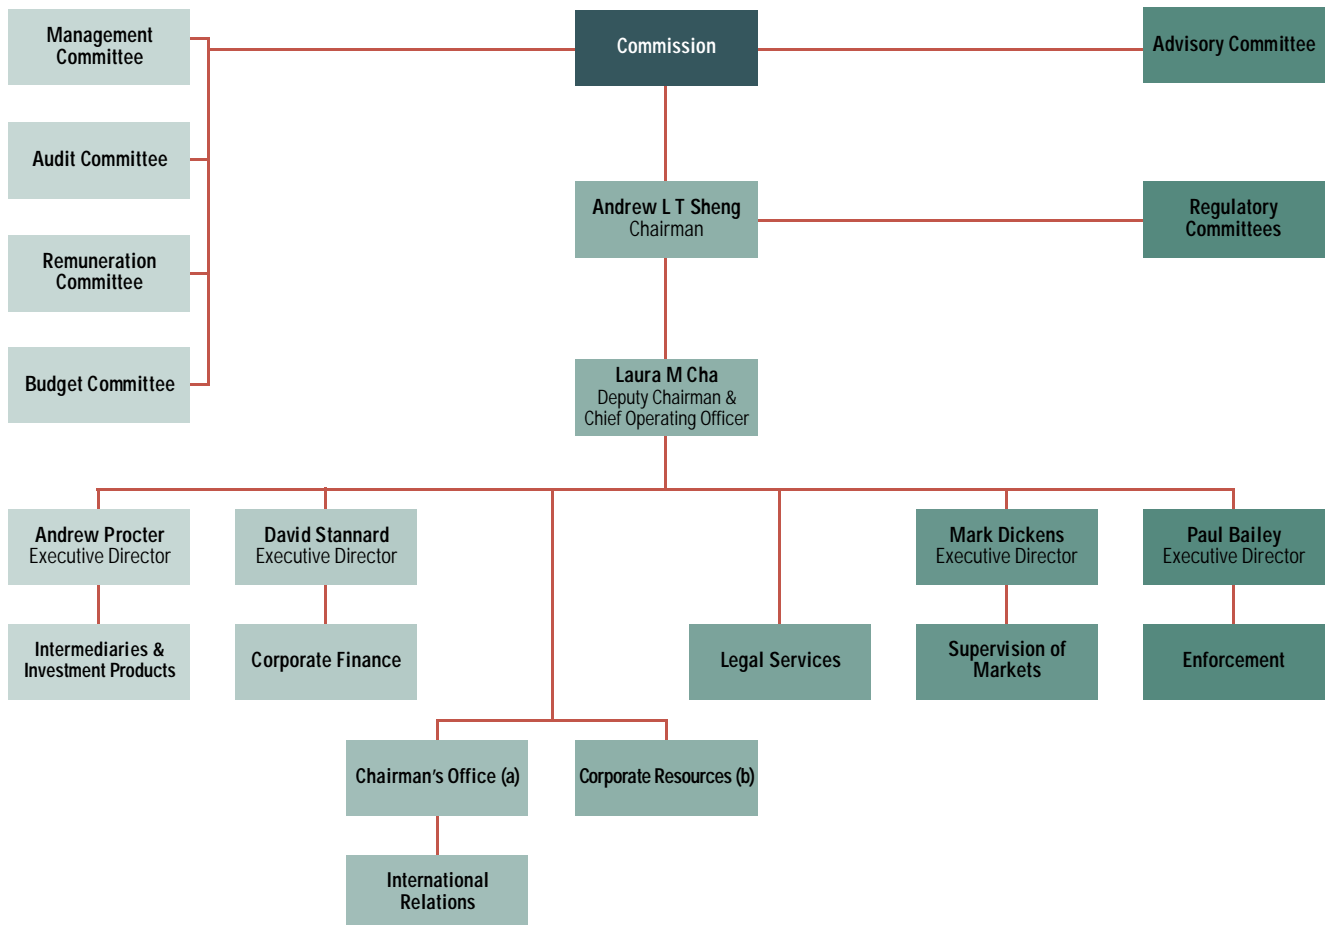 Management
Committee
Commission
Advisory Committee
Audit Committee
Andrew L T Sheng
Chairman
Regulatory
Committees
Remuneration
Committee
Budget Committee
Laura M Cha
Deputy Chairman &
Chief Operating Officer
Andrew Procter
Executive Director
David Stannard
Executive Director
Mark Dickens
Executive Director
Paul Bailey
Executive Director
Intermediaries &
Investment Products
Corporate Finance
Legal Services
Supervision of
Markets
Enforcement
Chairman's Office (a)
Corporate Resources (b)
International
Relations